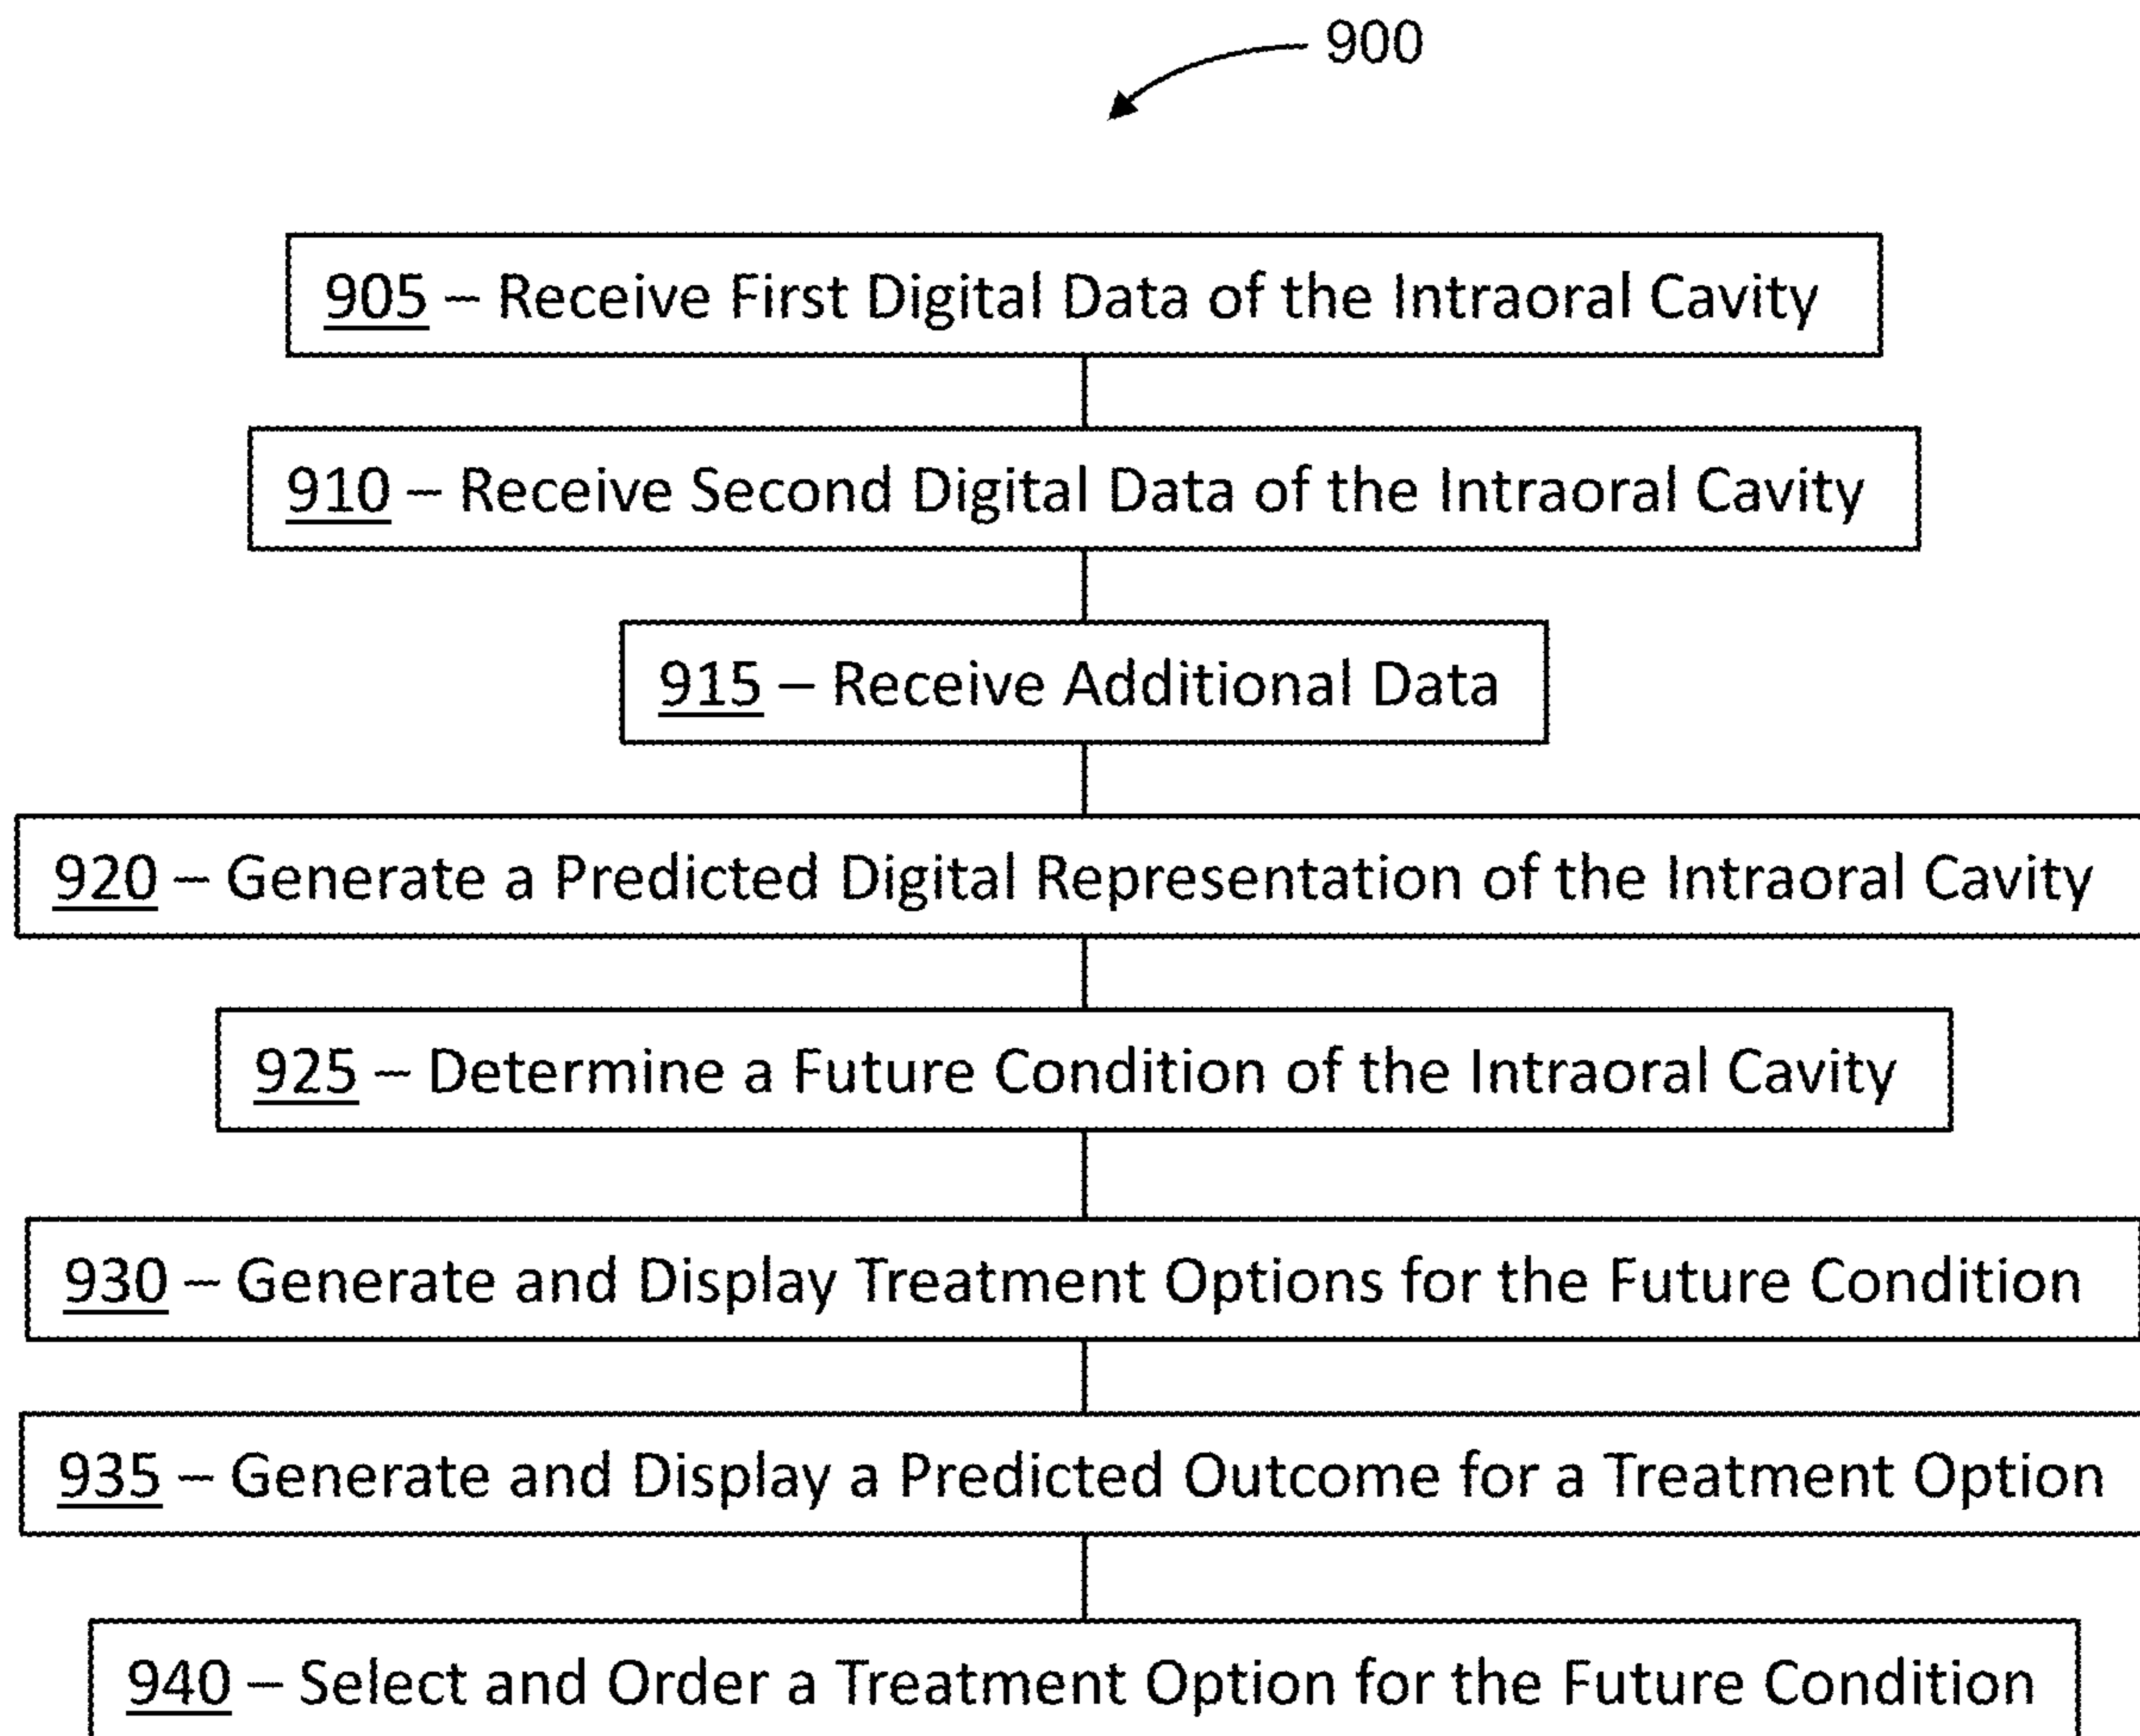 900
905 – Receive First Digital Data of the Intraoral Cavity
910 – Receive Second Digital Data of the Intraoral Cavity
915 – Receive Additional Data
920 – Generate a Predicted Digital Representation of the Intraoral Cavity
925 – Determine a Future Condition of the Intraoral Cavity
930 – Generate and Display Treatment Options for the Future Condition
935 – Generate and Display a Predicted Outcome for a Treatment Option
940 – Select and Order a Treatment Option for the Future Condition